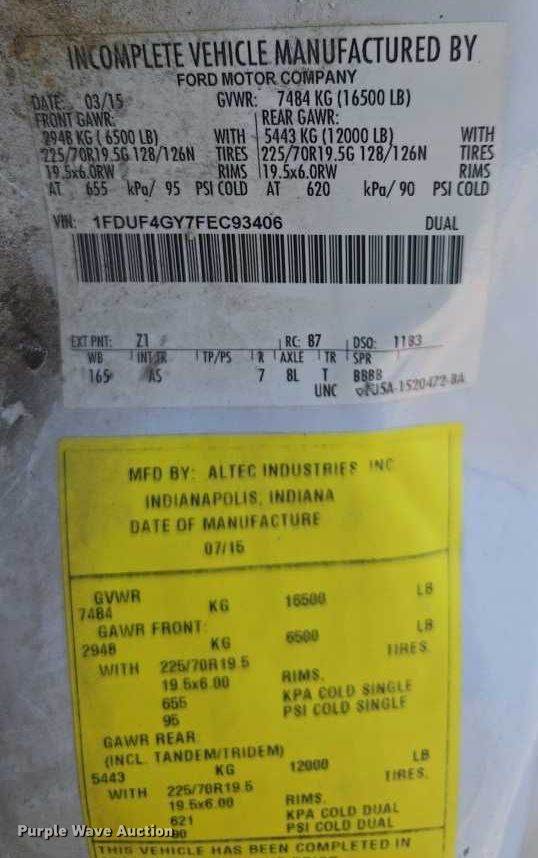 INCOMPLETE VEHICLE MANUFACTURED BY
FORD MOTOR COMPANY
DATE: 03/15 GVWR: 7484 KG (16500 LB)
FRONT GAWR: REAR GAWR:
2948 KG ( 6500 LB) WITH 5443 KG (12000 LB) WITH
225/70R19.5G 128/126N TIRES 225/70R19.5G 128/126N TIRES
19.5x6.0RW RIMS 19.5x6.0RW RIMS
AT 655 kPa/ 95 PSI COLD AT 620 kPa/ 90 PSI COLD
VIN: 1FDUF4GY7FEC93406 DUAL
EXT PNT: Z1 RC: 87 DSO: 1183
WB INT TR TP/PS R AXLE TR SPR
165 AS 7 8L T BBBB
UNC U5A-1520472-BA
MFD BY: ALTEC INDUSTRIES INC
INDIANAPOLIS, INDIANA
DATE OF MANUFACTURE
07/15
GVWR
7484 KG 16500 LB
GAWR FRONT:
2948 KG 6500 LB
WITH 225/70R19.5 TIRES.
19.5x6.00 RIMS.
655 KPA COLD SINGLE
95 PSI COLD SINGLE
GAWR REAR
(INCL. TANDEM/TRIDEM)
5443 KG 12000 LB
WITH 225/70R19.5 TIRES.
19.5x6.00 RIMS.
621 KPA COLD DUAL
90 PSI COLD DUAL
THIS VEHICLE HAS BEEN COMPLETED IN
Purple Wave Auction